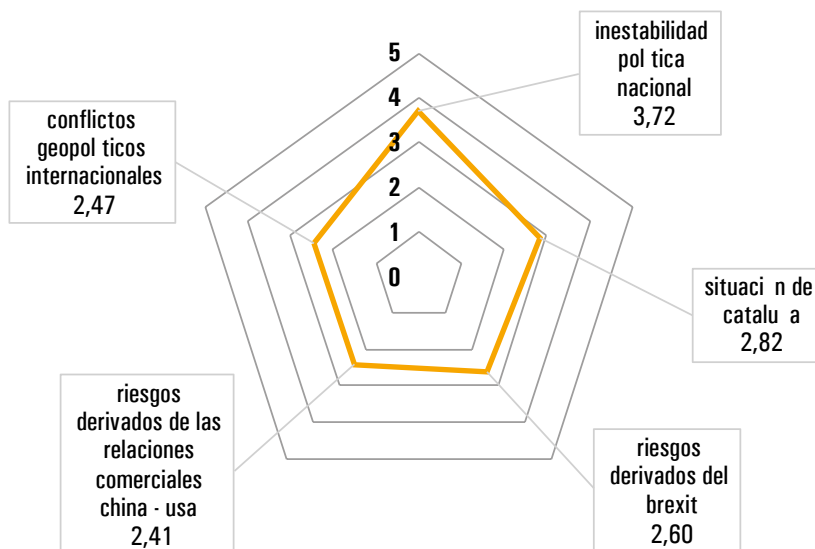 inestabilidad
pol tica
nacional
3,72
5
4
3
2
1
0
conflictos
geopol ticos
internacionales
2,47
situaci n de
catalu a
2,82
riesgos
derivados de las
relaciones
comerciales
china - usa
2,41
riesgos
derivados del
brexit
2,60